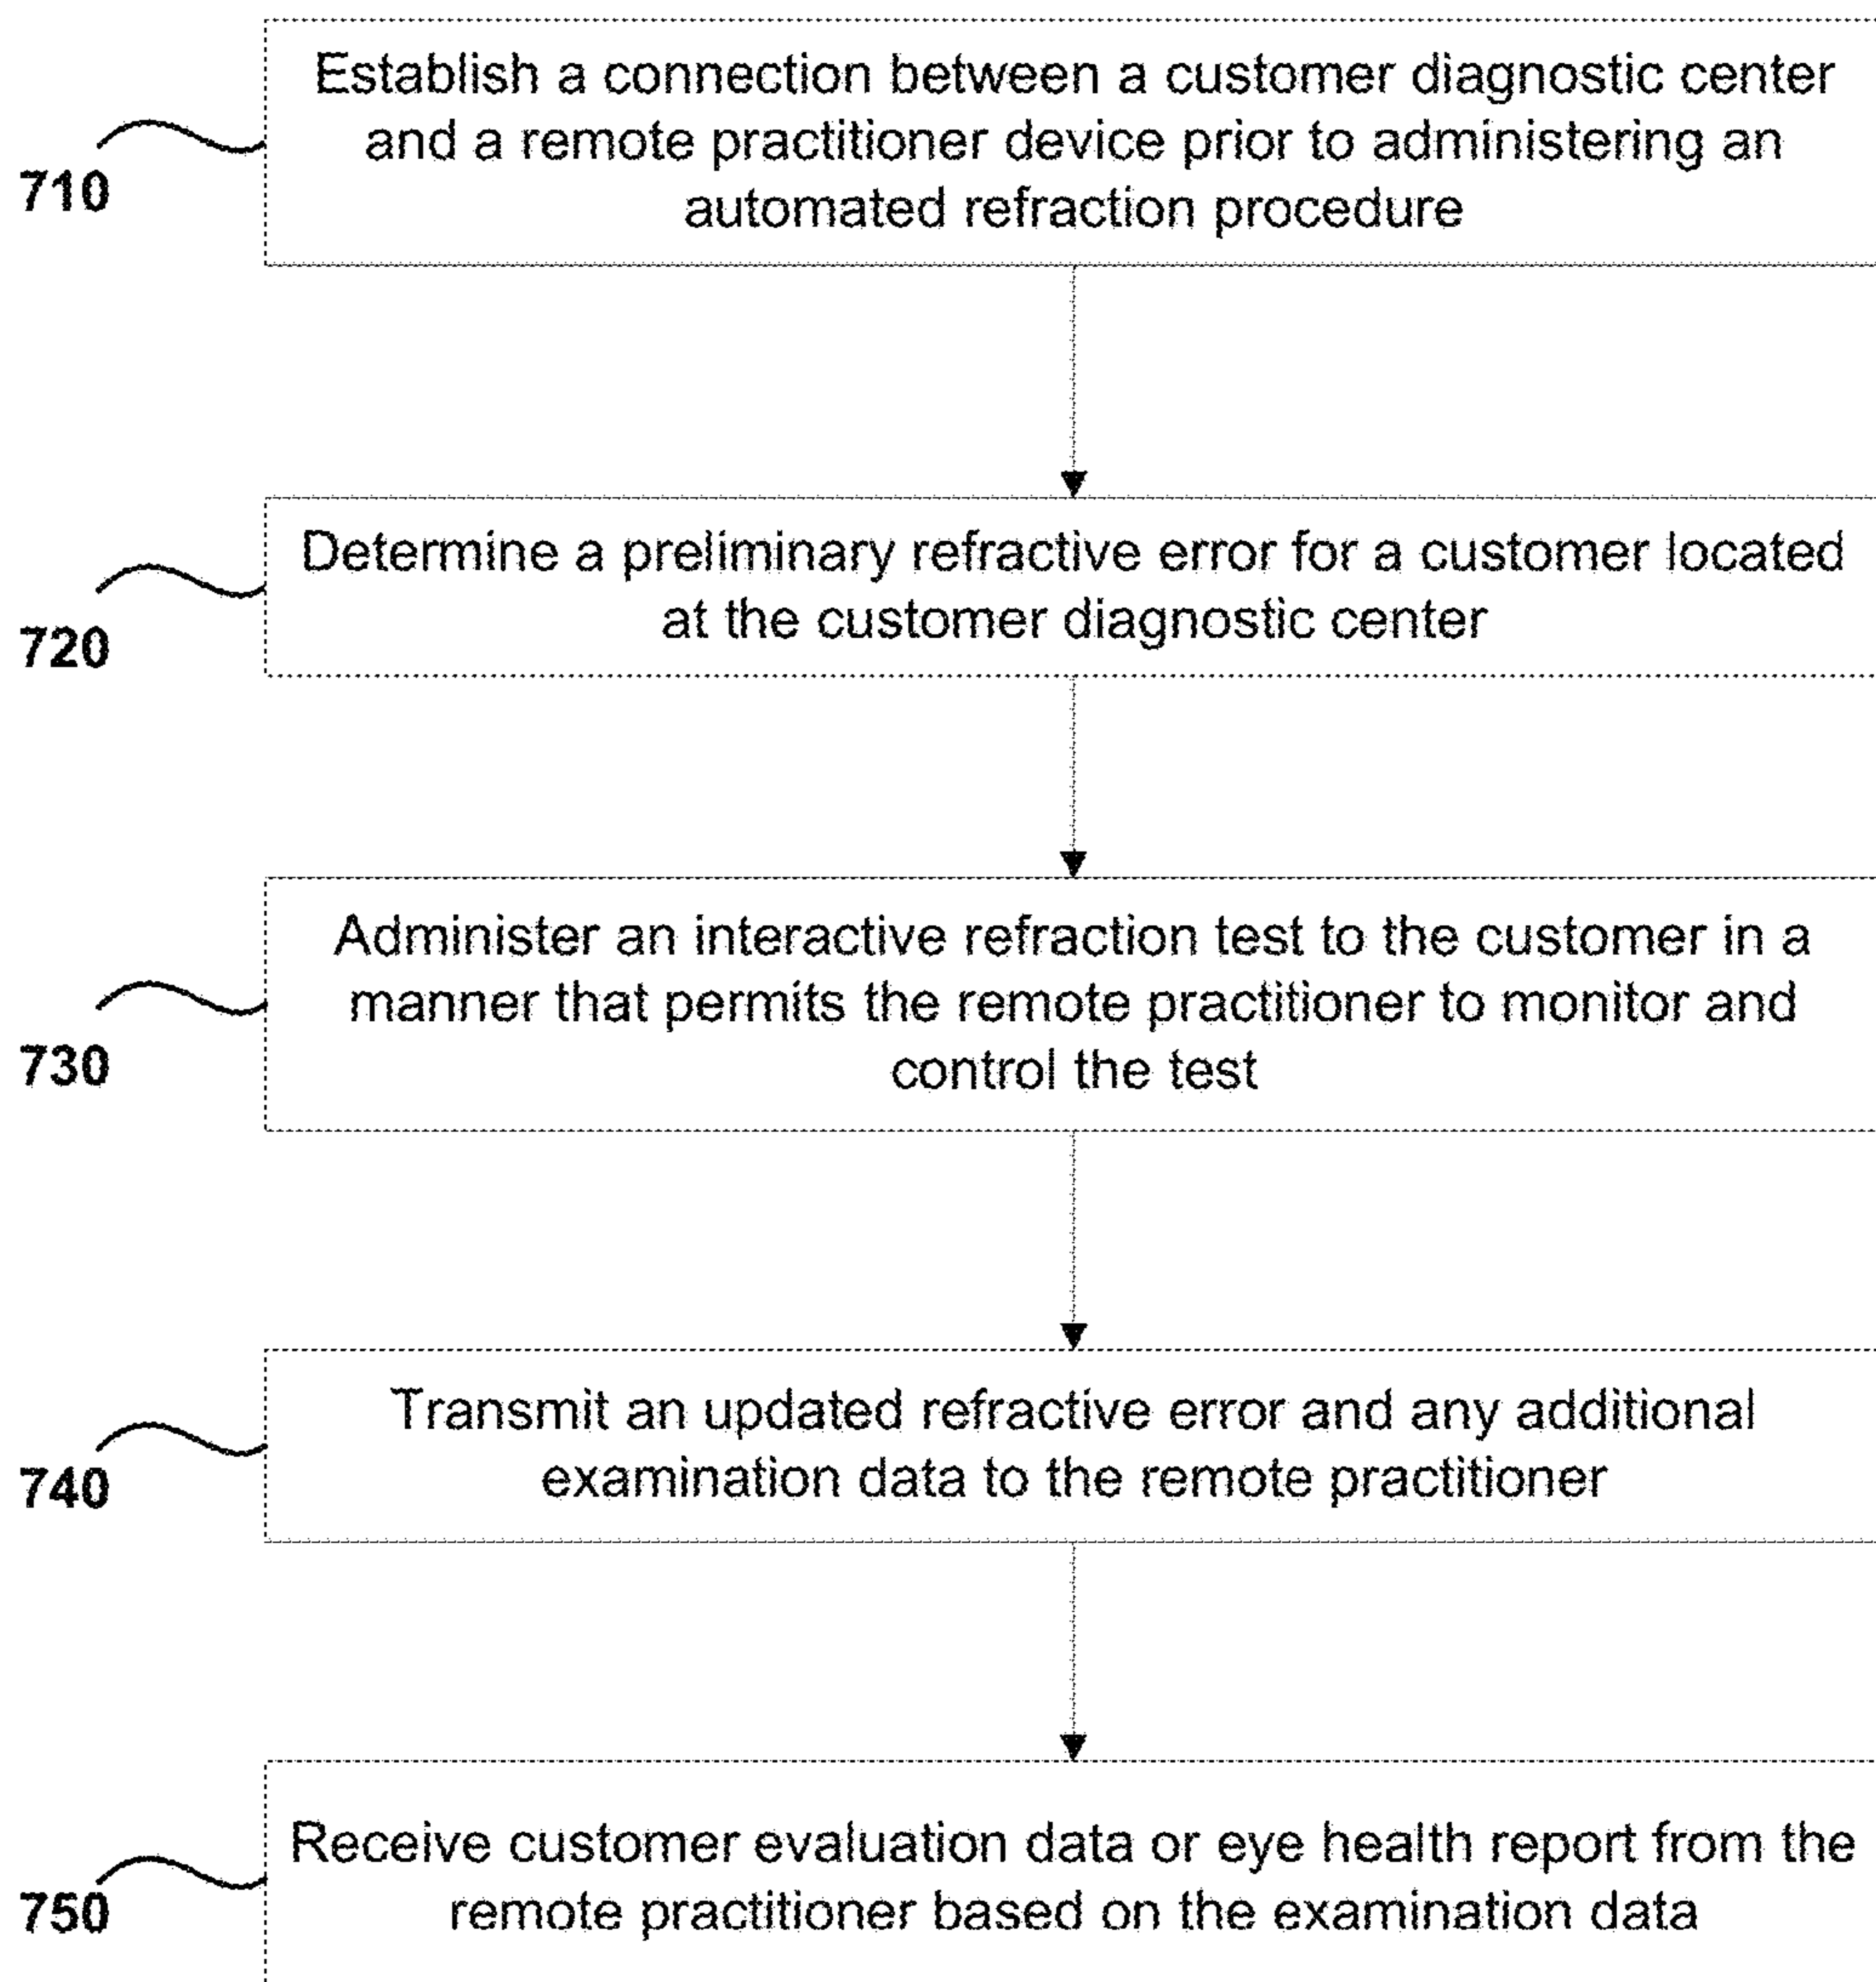 Establish a connection between a customer diagnostic center
and a remote practitioner device prior to administering an
automated refraction procedure
710
Determine a preliminary refractive error for a customer located
at the customer diagnostic center
720
Administer an interactive refraction test to the customer in a
manner that permits the remote practitioner to monitor and
control the test
730
Transmit an updated refractive error and any additional
examination data to the remote practitioner
740
Receive customer evaluation data or eye health report from the
remote practitioner based on the examination data
750